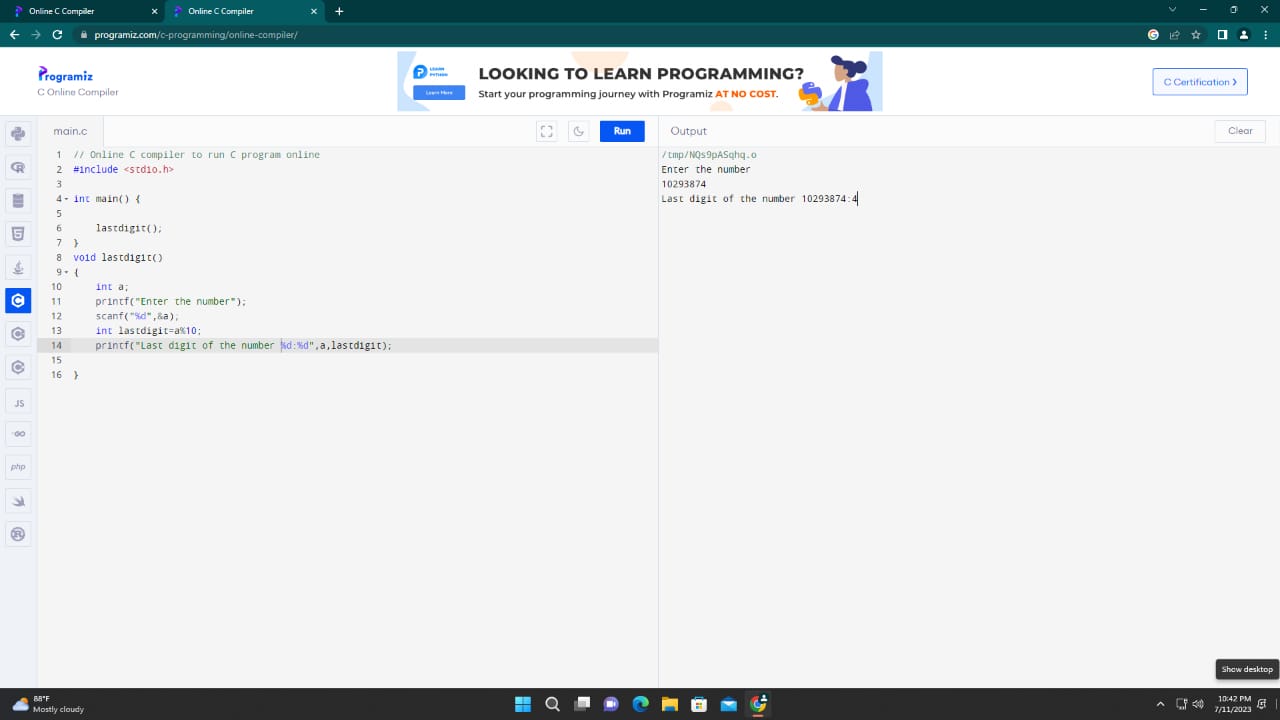 Online C Compiler
Online C Compiler
programiz.com/c-programming/online-compiler/
Programiz
C Online Compiler
LEARN
PYTHON
Learn More
LOOKING TO LEARN PROGRAMMING?
Start your programming journey with Programiz AT NO COST.
C Certification
main.c
Run
Output
Clear
1 // Online C compiler to run C program online
2 #include <stdio.h>
3
4 int main() {
5
6 lastdigit();
7 }
8 void lastdigit()
9 {
10 int a;
11 printf("Enter the number");
12 scanf("%d",&a);
13 int lastdigit=a%10;
14 printf("Last digit of the number %d:%d",a,lastdigit);
15
16 }
/tmp/NQs9pASqhq.o
Enter the number
10293874
Last digit of the number 10293874:4
JS
GO
php
Show desktop
88°F
Mostly cloudy
10:42 PM
7/11/2023